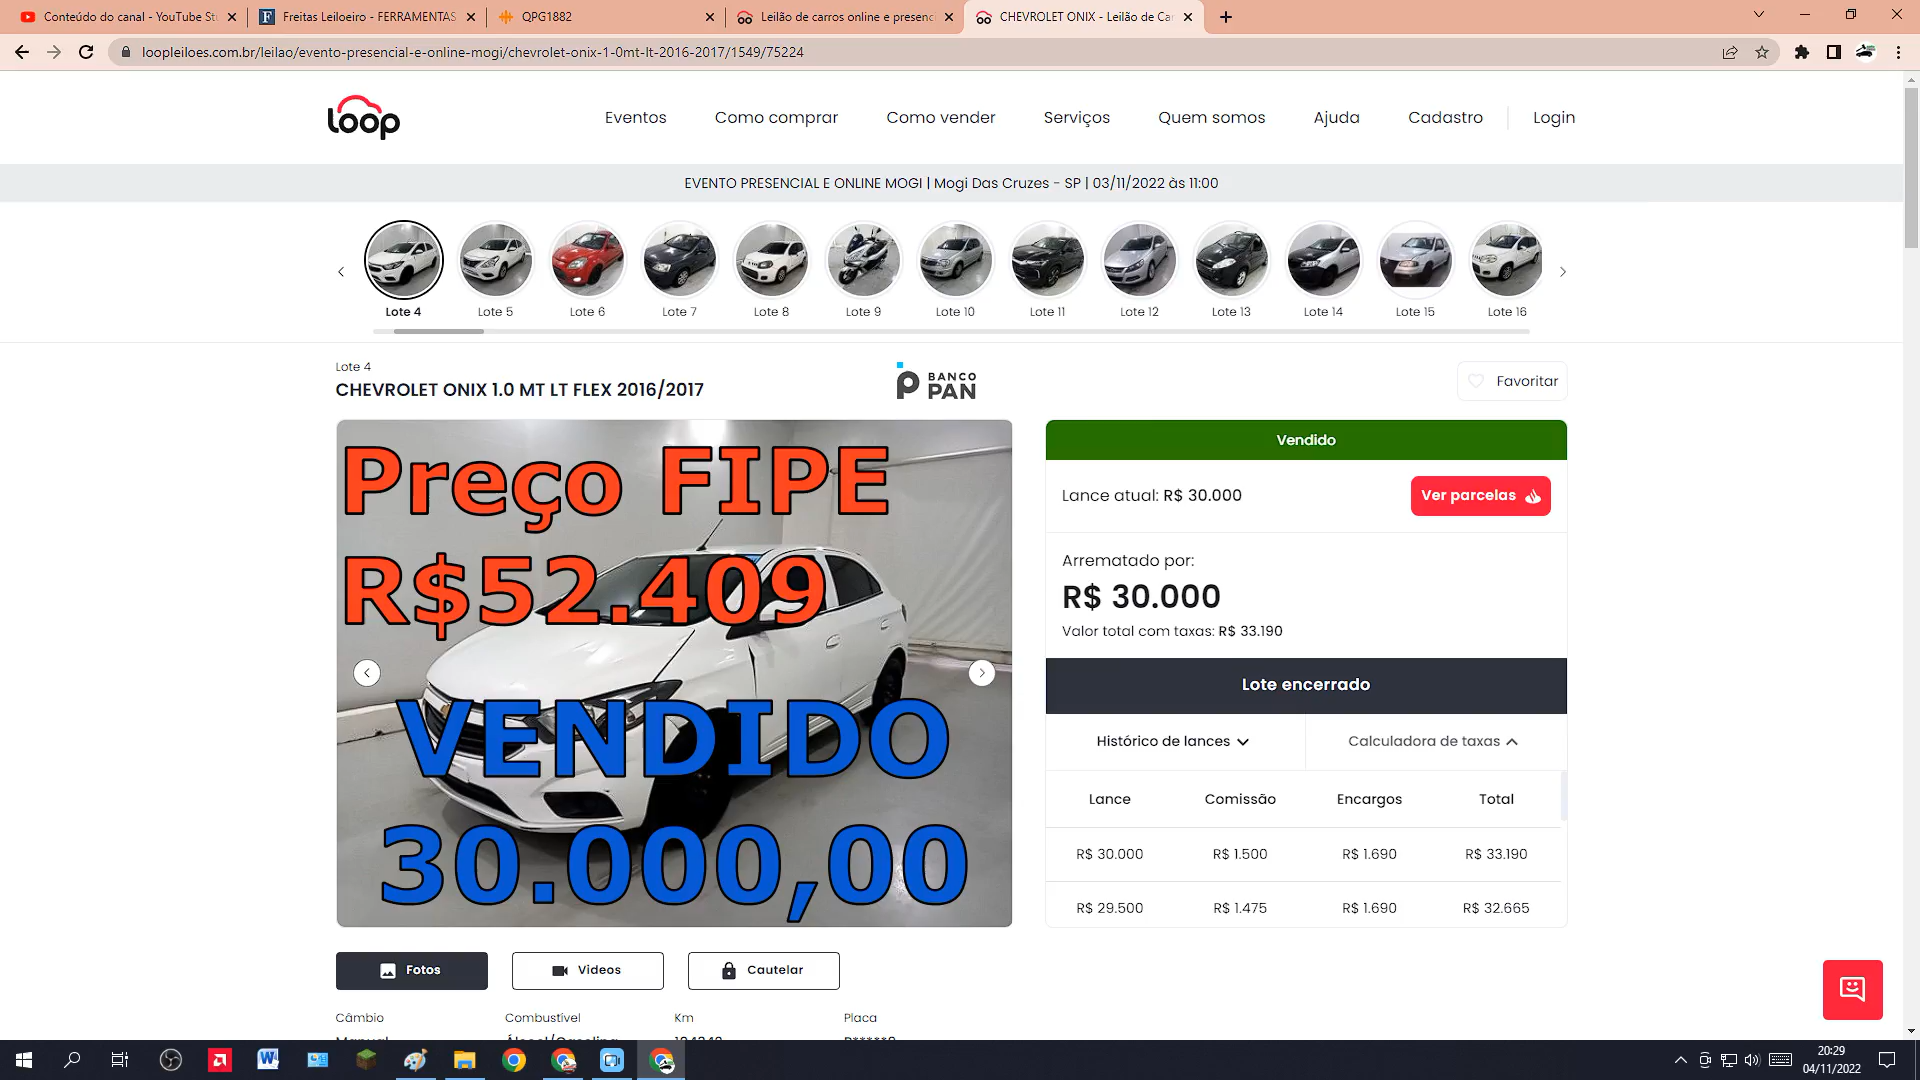 Conteúdo do canal - YouTube St
Freitas Leiloeiro - FERRAMENTAS
QPG1882
Leilão de carros online e presenc
CHEVROLET ONIX - Leilão de Ca
loopleiloes.com.br/leilao/evento-presencial-e-online-mogi/chevrolet-onix-1-0mt-lt-2016-2017/1549/75224
loop
Eventos
Como comprar
Como vender
Serviços
Quem somos
Ajuda
Cadastro
Login
EVENTO PRESENCIAL E ONLINE MOGI | Mogi Das Cruzes - SP | 03/11/2022 às 11:00
Lote 4
Lote 5
Lote 6
Lote 7
Lote 8
Lote 9
Lote 10
Lote 11
Lote 12
Lote 13
Lote 14
Lote 15
Lote 16
Lote 4
CHEVROLET ONIX 1.0 MT LT FLEX 2016/2017
BANCO
PAN
Favoritar
Preço FIPE
R$52.409
VENDIDO
30.000,00
Vendido
Lance atual: R$ 30.000
Ver parcelas
Arrematado por:
R$ 30.000
Valor total com taxas: R$ 33.190
Lote encerrado
Histórico de lances
Calculadora de taxas
Lance Comissão Encargos Total
R$ 30.000 R$ 1.500 R$ 1.690 R$ 33.190
R$ 29.500 R$ 1.475 R$ 1.690 R$ 32.665
Fotos
Videos
Cautelar
Câmbio
Combustível
Km
Placa
20:29
04/11/2022